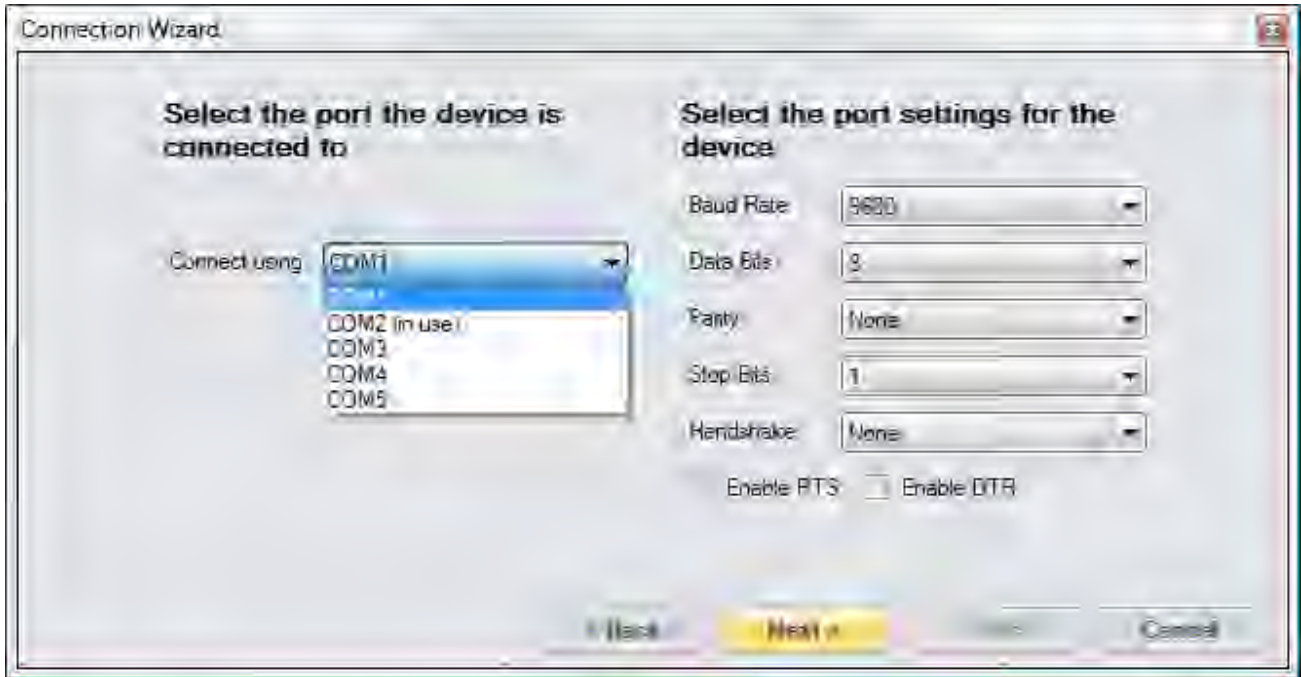 Connection Wizard
Select the port the device is
connected to
Connect using COM1
COM2 (in use)
COM3
COM4
COM5
Select the port settings for the
device
Baud Rate 9600
Data Bits 8
Parity None
Stop Bits 1
Handshake None
Enable RTS Enable DTR
< Back Next > Cancel